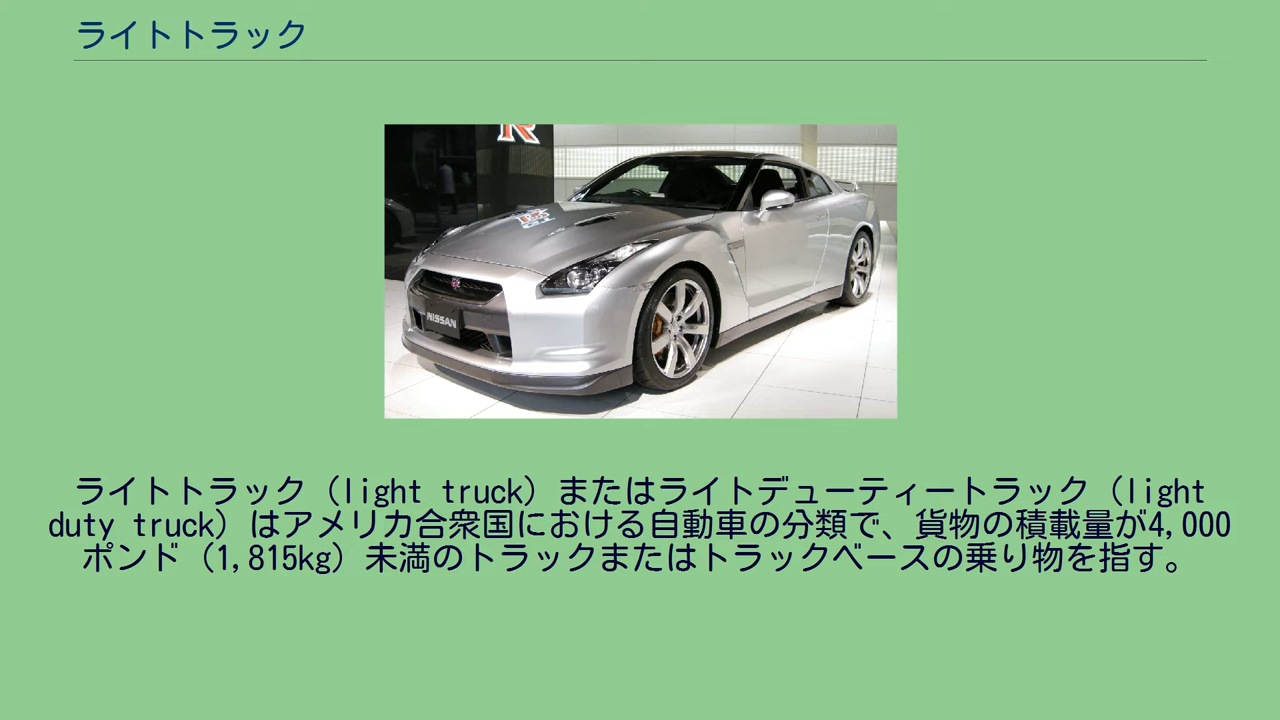 ライトトラック
R
NISSAN
ライトトラック（light truck）またはライトデューティートラック（light
duty truck）はアメリカ合衆国における自動車の分類で、貨物の積載量が4,000
ポンド（1,815kg）未満のトラックまたはトラックベースの乗り物を指す。